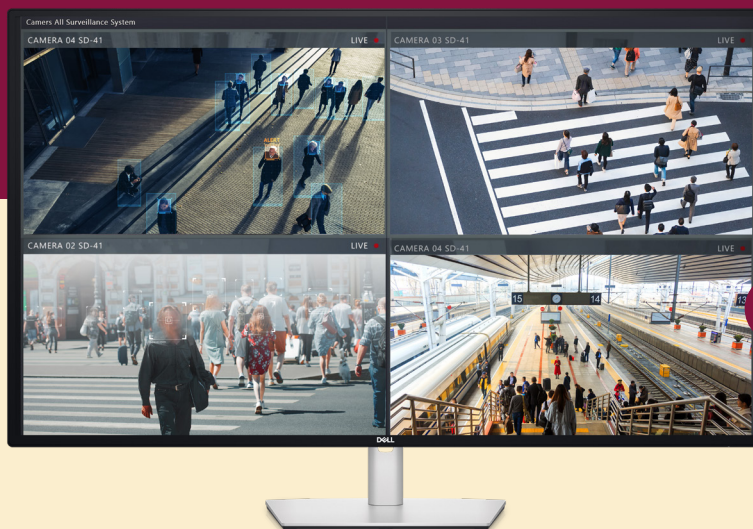 Camers All Surveillance System
CAMERA 04 SD-41 LIVE
CAMERA 03 SD-41 LIVE
ALERT
CAMERA 02 SD-41 LIVE
CAMERA 04 SD-41 LIVE
15 14
13
DELL